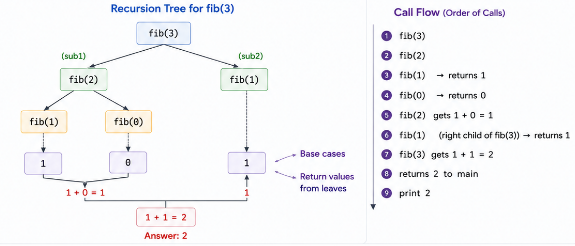 Recursion Tree for fib(3)
fib(3)
(sub1)
(sub2)
fib(2)
fib(1)
fib(1)
fib(0)
1
0
1
Base cases
Return values
from leaves
1 + 0 = 1
1
1 + 1 = 2
Answer: 2
Call Flow (Order of Calls)
1 fib(3)
2 fib(2)
3 fib(1) → returns 1
4 fib(0) → returns 0
5 fib(2) gets 1 + 0 = 1
6 fib(1) (right child of fib(3)) → returns 1
7 fib(3) gets 1 + 1 = 2
8 returns 2 to main
9 print 2